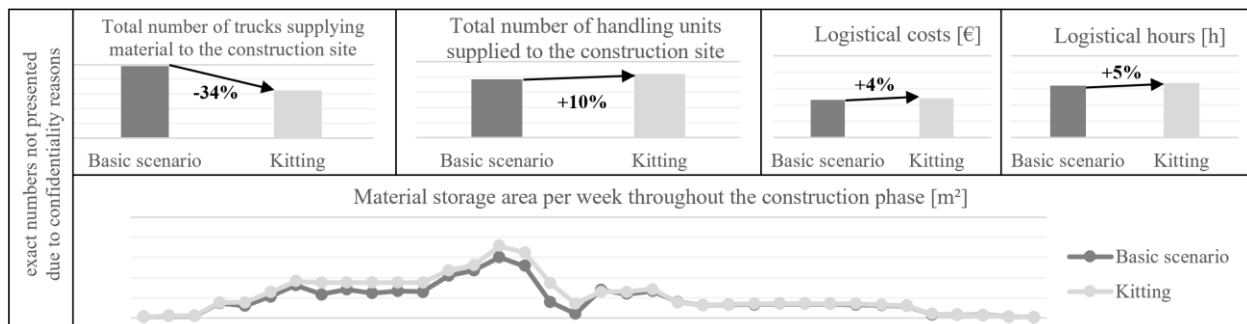 exact numbers not presented
due to confidentiality reasons
Total number of trucks supplying
material to the construction site
-34%
Basic scenario
Kitting
Total number of handling units
supplied to the construction site
+10%
Basic scenario
Kitting
Logistical costs [€]
+4%
Basic scenario
Kitting
Logistical hours [h]
+5%
Basic scenario
Kitting
Material storage area per week throughout the construction phase [m²]
Basic scenario
Kitting